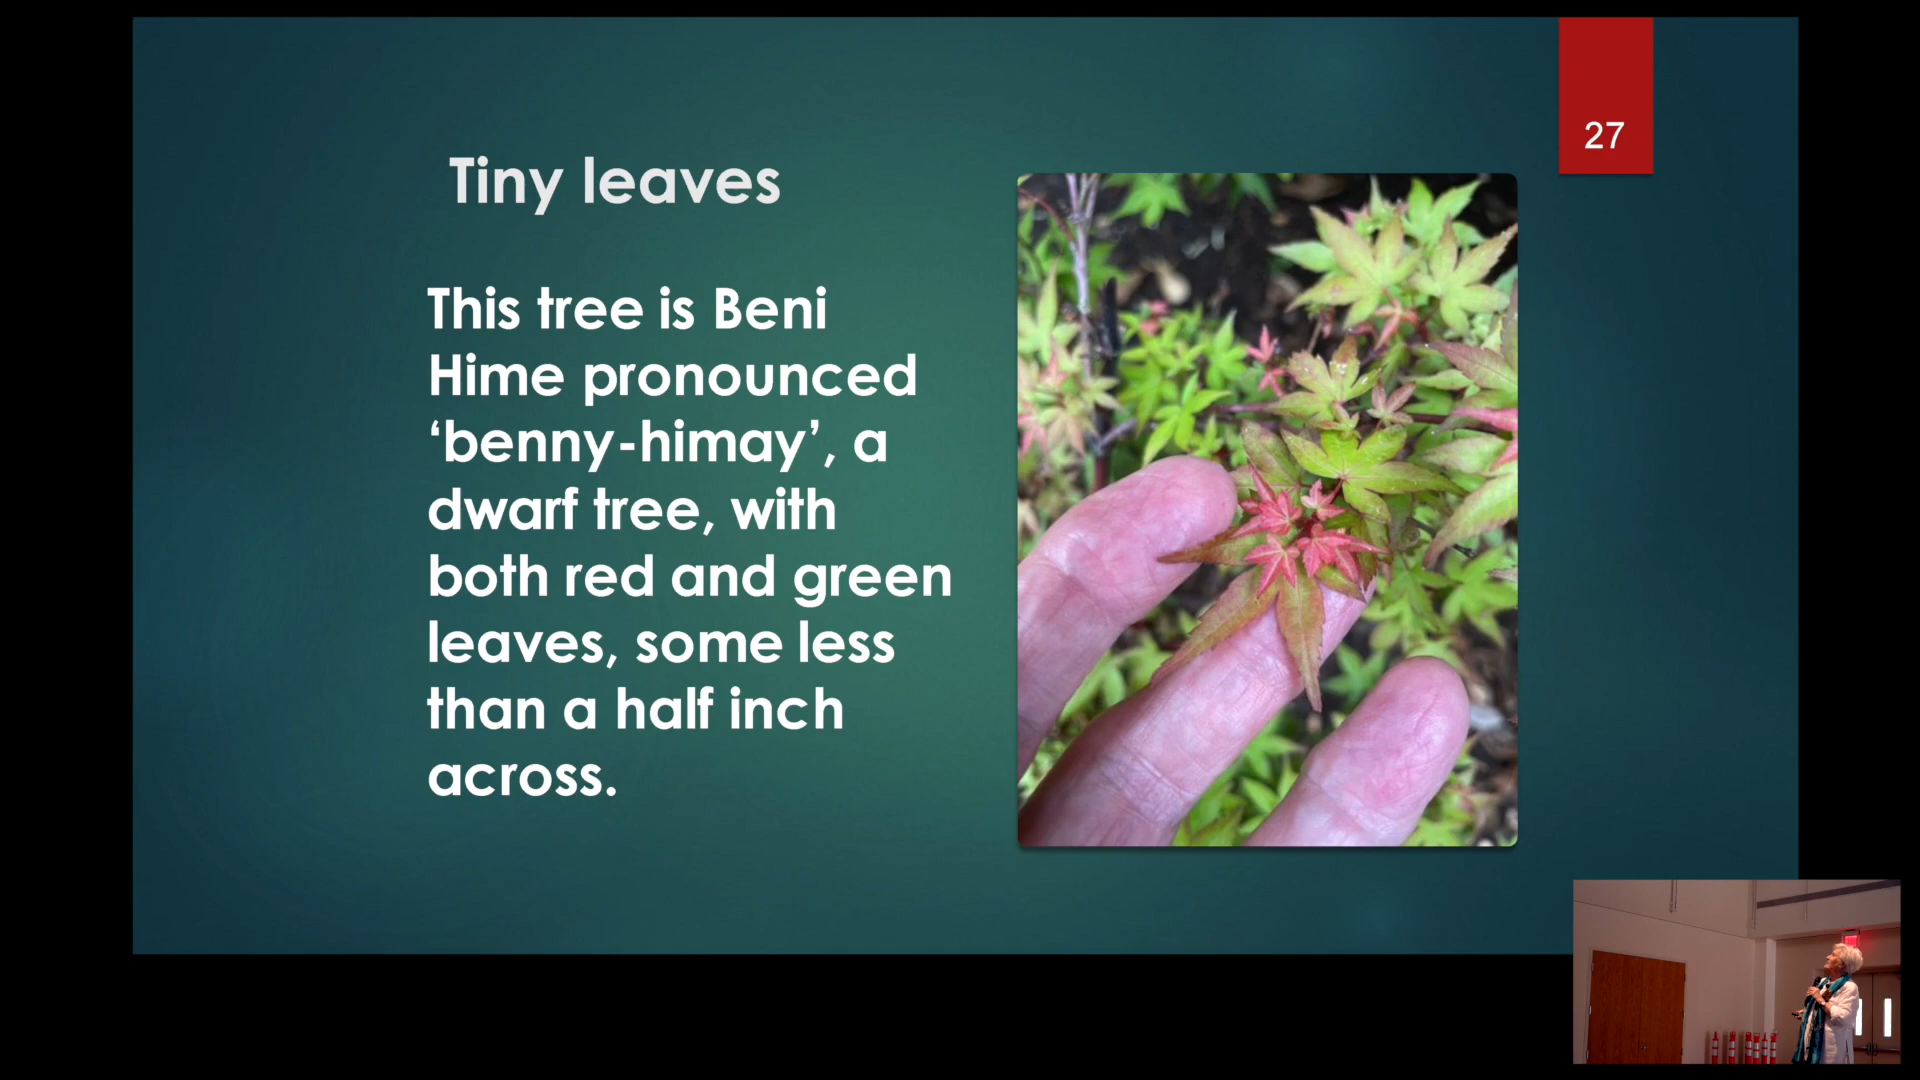 27
Tiny leaves
This tree is Beni
Hime pronounced
‘benny-himay’, a
dwarf tree, with
both red and green
leaves, some less
than a half inch
across.